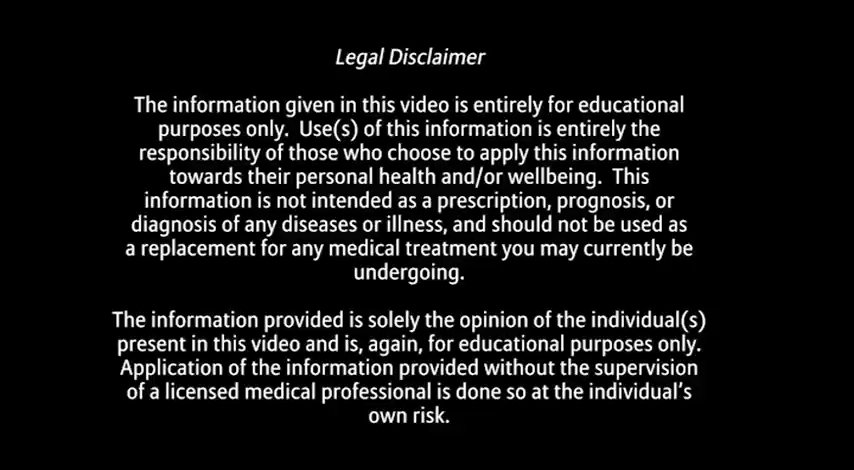 Legal Disclaimer
The information given in this video is entirely for educational
purposes only.  Use(s) of this information is entirely the
responsibility of those who choose to apply this information
towards their personal health and/or wellbeing.  This
information is not intended as a prescription, prognosis, or
diagnosis of any diseases or illness, and should not be used as
a replacement for any medical treatment you may currently be
undergoing.
The information provided is solely the opinion of the individual(s)
present in this video and is, again, for educational purposes only.
Application of the information provided without the supervision
of a licensed medical professional is done so at the individual's
own risk.